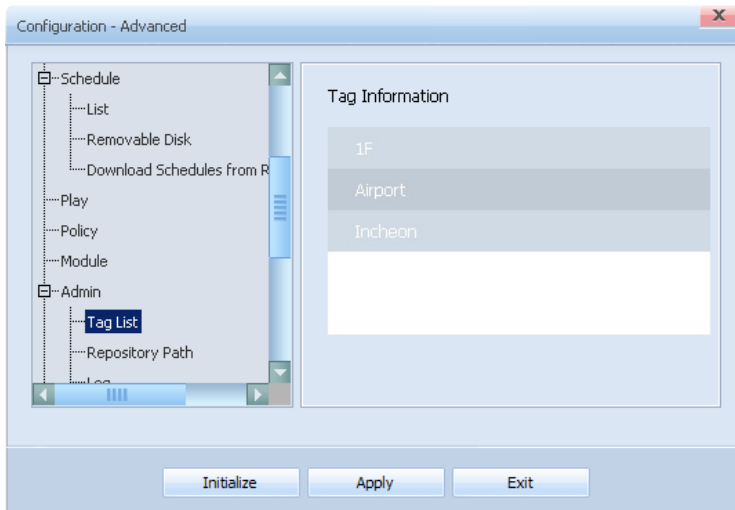 Configuration - Advanced
Schedule
List
Removable Disk
Download Schedules from R
Play
Policy
Module
Admin
Tag List
Repository Path
Log
Tag Information
1F
Airport
Incheon
Initialize
Apply
Exit